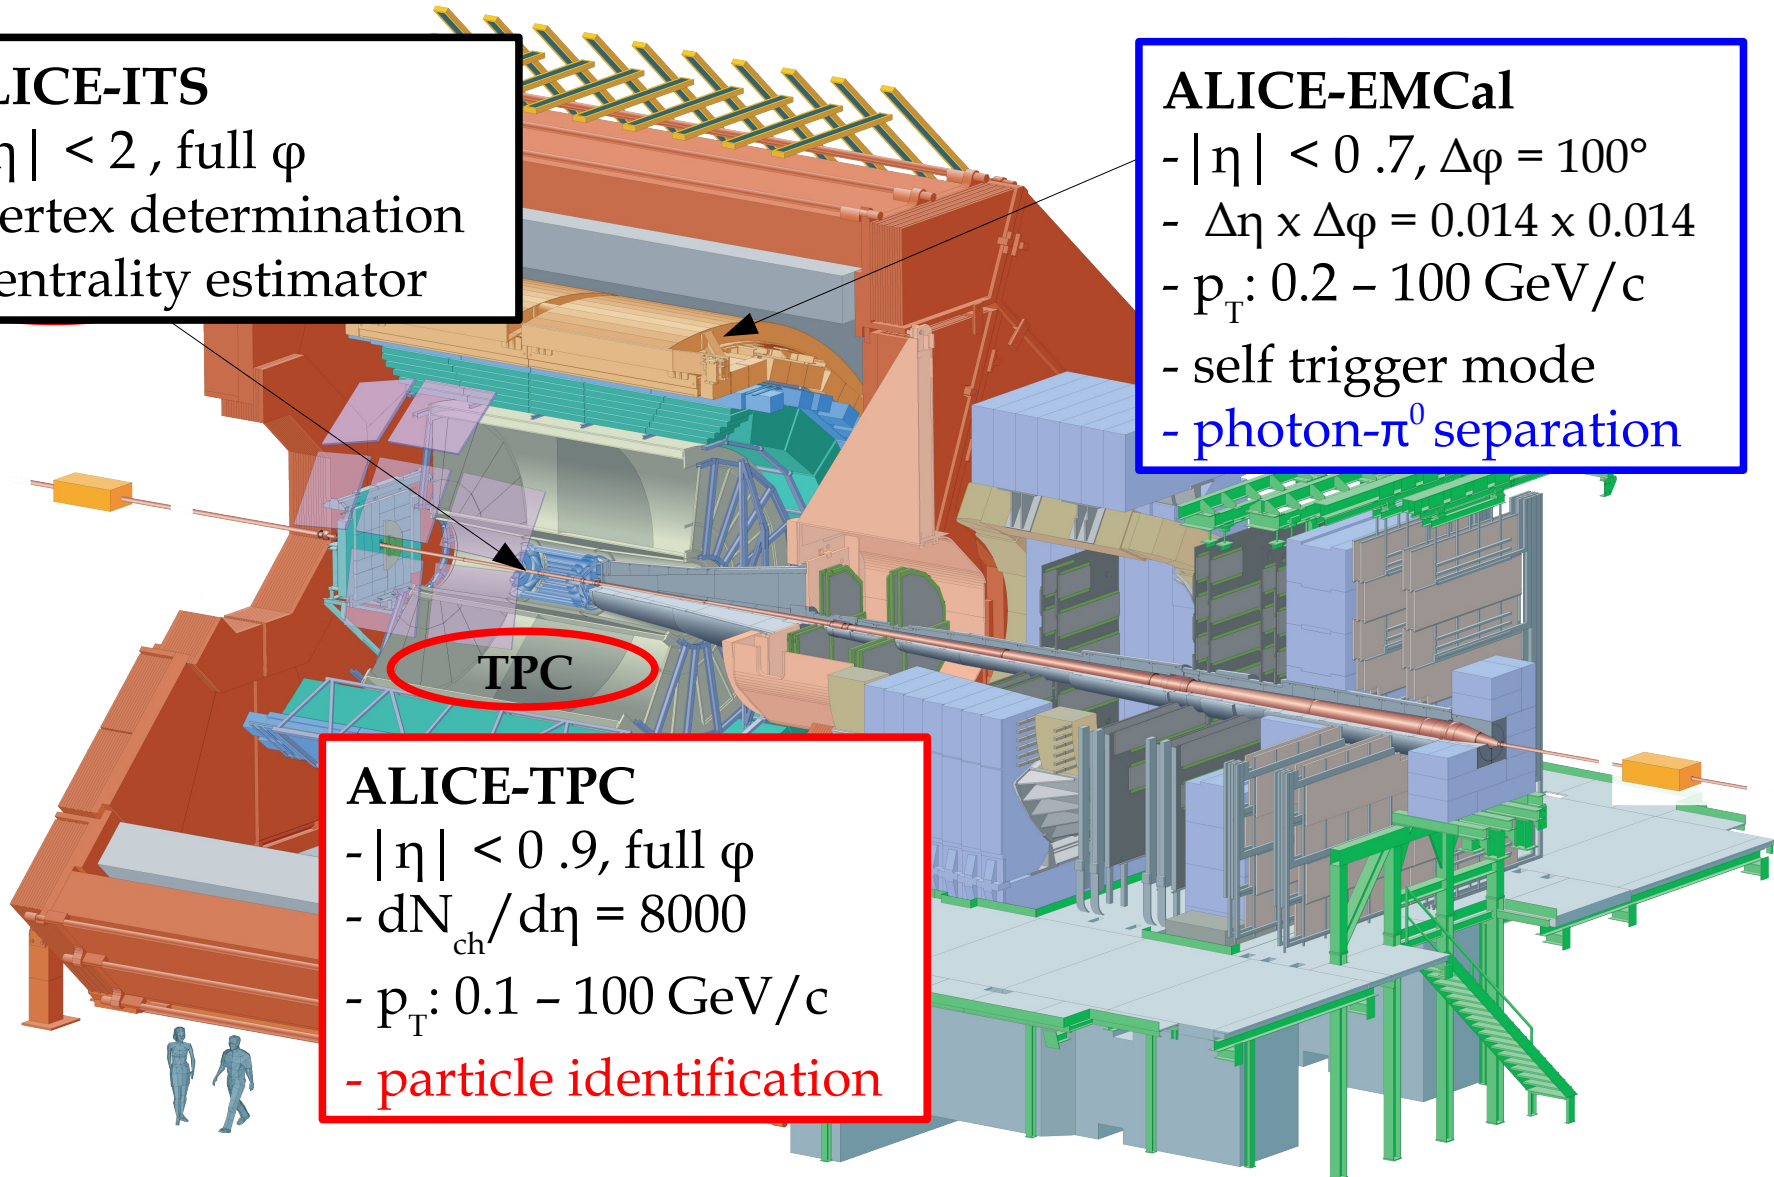 LICE-ITS
η| < 2 , full φ
ertex determination
entrality estimator
ALICE-EMCal
-|η| < 0 .7, Δφ = 100°
- Δη x Δφ = 0.014 x 0.014
- pT: 0.2 – 100 GeV/c
- self trigger mode
- photon-π⁰ separation
TPC
ALICE-TPC
-|η| < 0 .9, full φ
- dNch/dη = 8000
- pT: 0.1 – 100 GeV/c
- particle identification